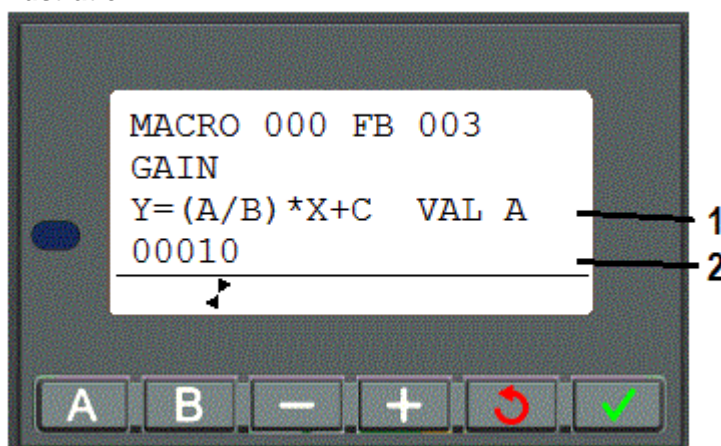 MACRO 000 FB 003
GAIN
Y=(A/B)*X+C VAL A
1
00010
2
A B − +